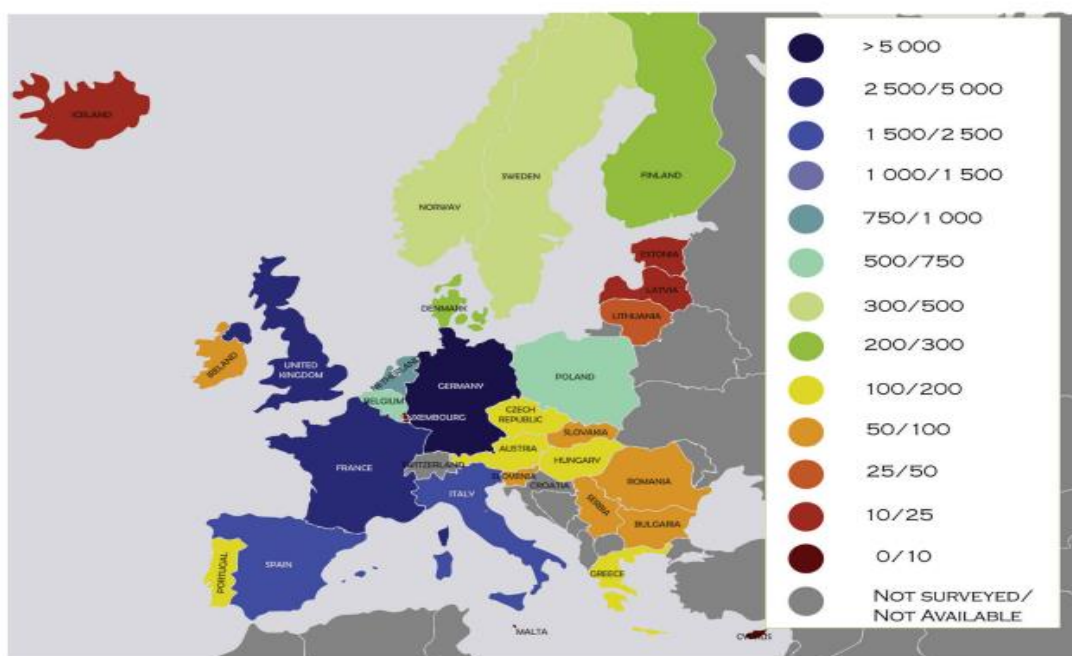 ICELAND
NORWAY
SWEDEN
FINLAND
ESTONIA
LATVIA
LITHUANIA
DENMARK
IRELAND
UNITED
KINGDOM
NETHERLAND
BELGIUM
LUXEMBOURG
GERMANY
POLAND
CZECH
REPUBLIC
SLOVANIA
AUSTRIA
HUNGARY
FRANCE
SWITZERLAND
SLOVENIA
CROATIA
ITALY
ROMANIA
SERBIA
BULGARIA
PORTUGAL
SPAIN
GREECE
MALTA
CYPRUS
> 5 000
2 500/5 000
1 500/2 500
1 000/1 500
750/1 000
500/750
300/500
200/300
100/200
50/100
25/50
10/25
0/10
NOT SURVEYED/
NOT AVAILABLE